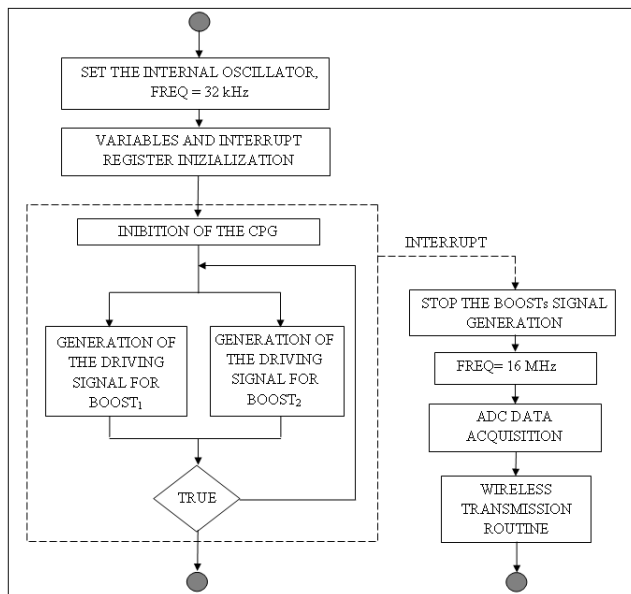 SET THE INTERNAL OSCILLATOR,
FREQ = 32 kHz
VARIABLES AND INTERRUPT
REGISTER INIZIALIZATION
INIBITION OF THE CPG
GENERATION OF
THE DRIVING
SIGNAL FOR
BOOST₁
GENERATION OF
THE DRIVING
SIGNAL FOR
BOOST₂
TRUE
INTERRUPT
STOP THE BOOSTs SIGNAL
GENERATION
FREQ= 16 MHz
ADC DATA
ACQUISITION
WIRELESS
TRANSMISSION
ROUTINE